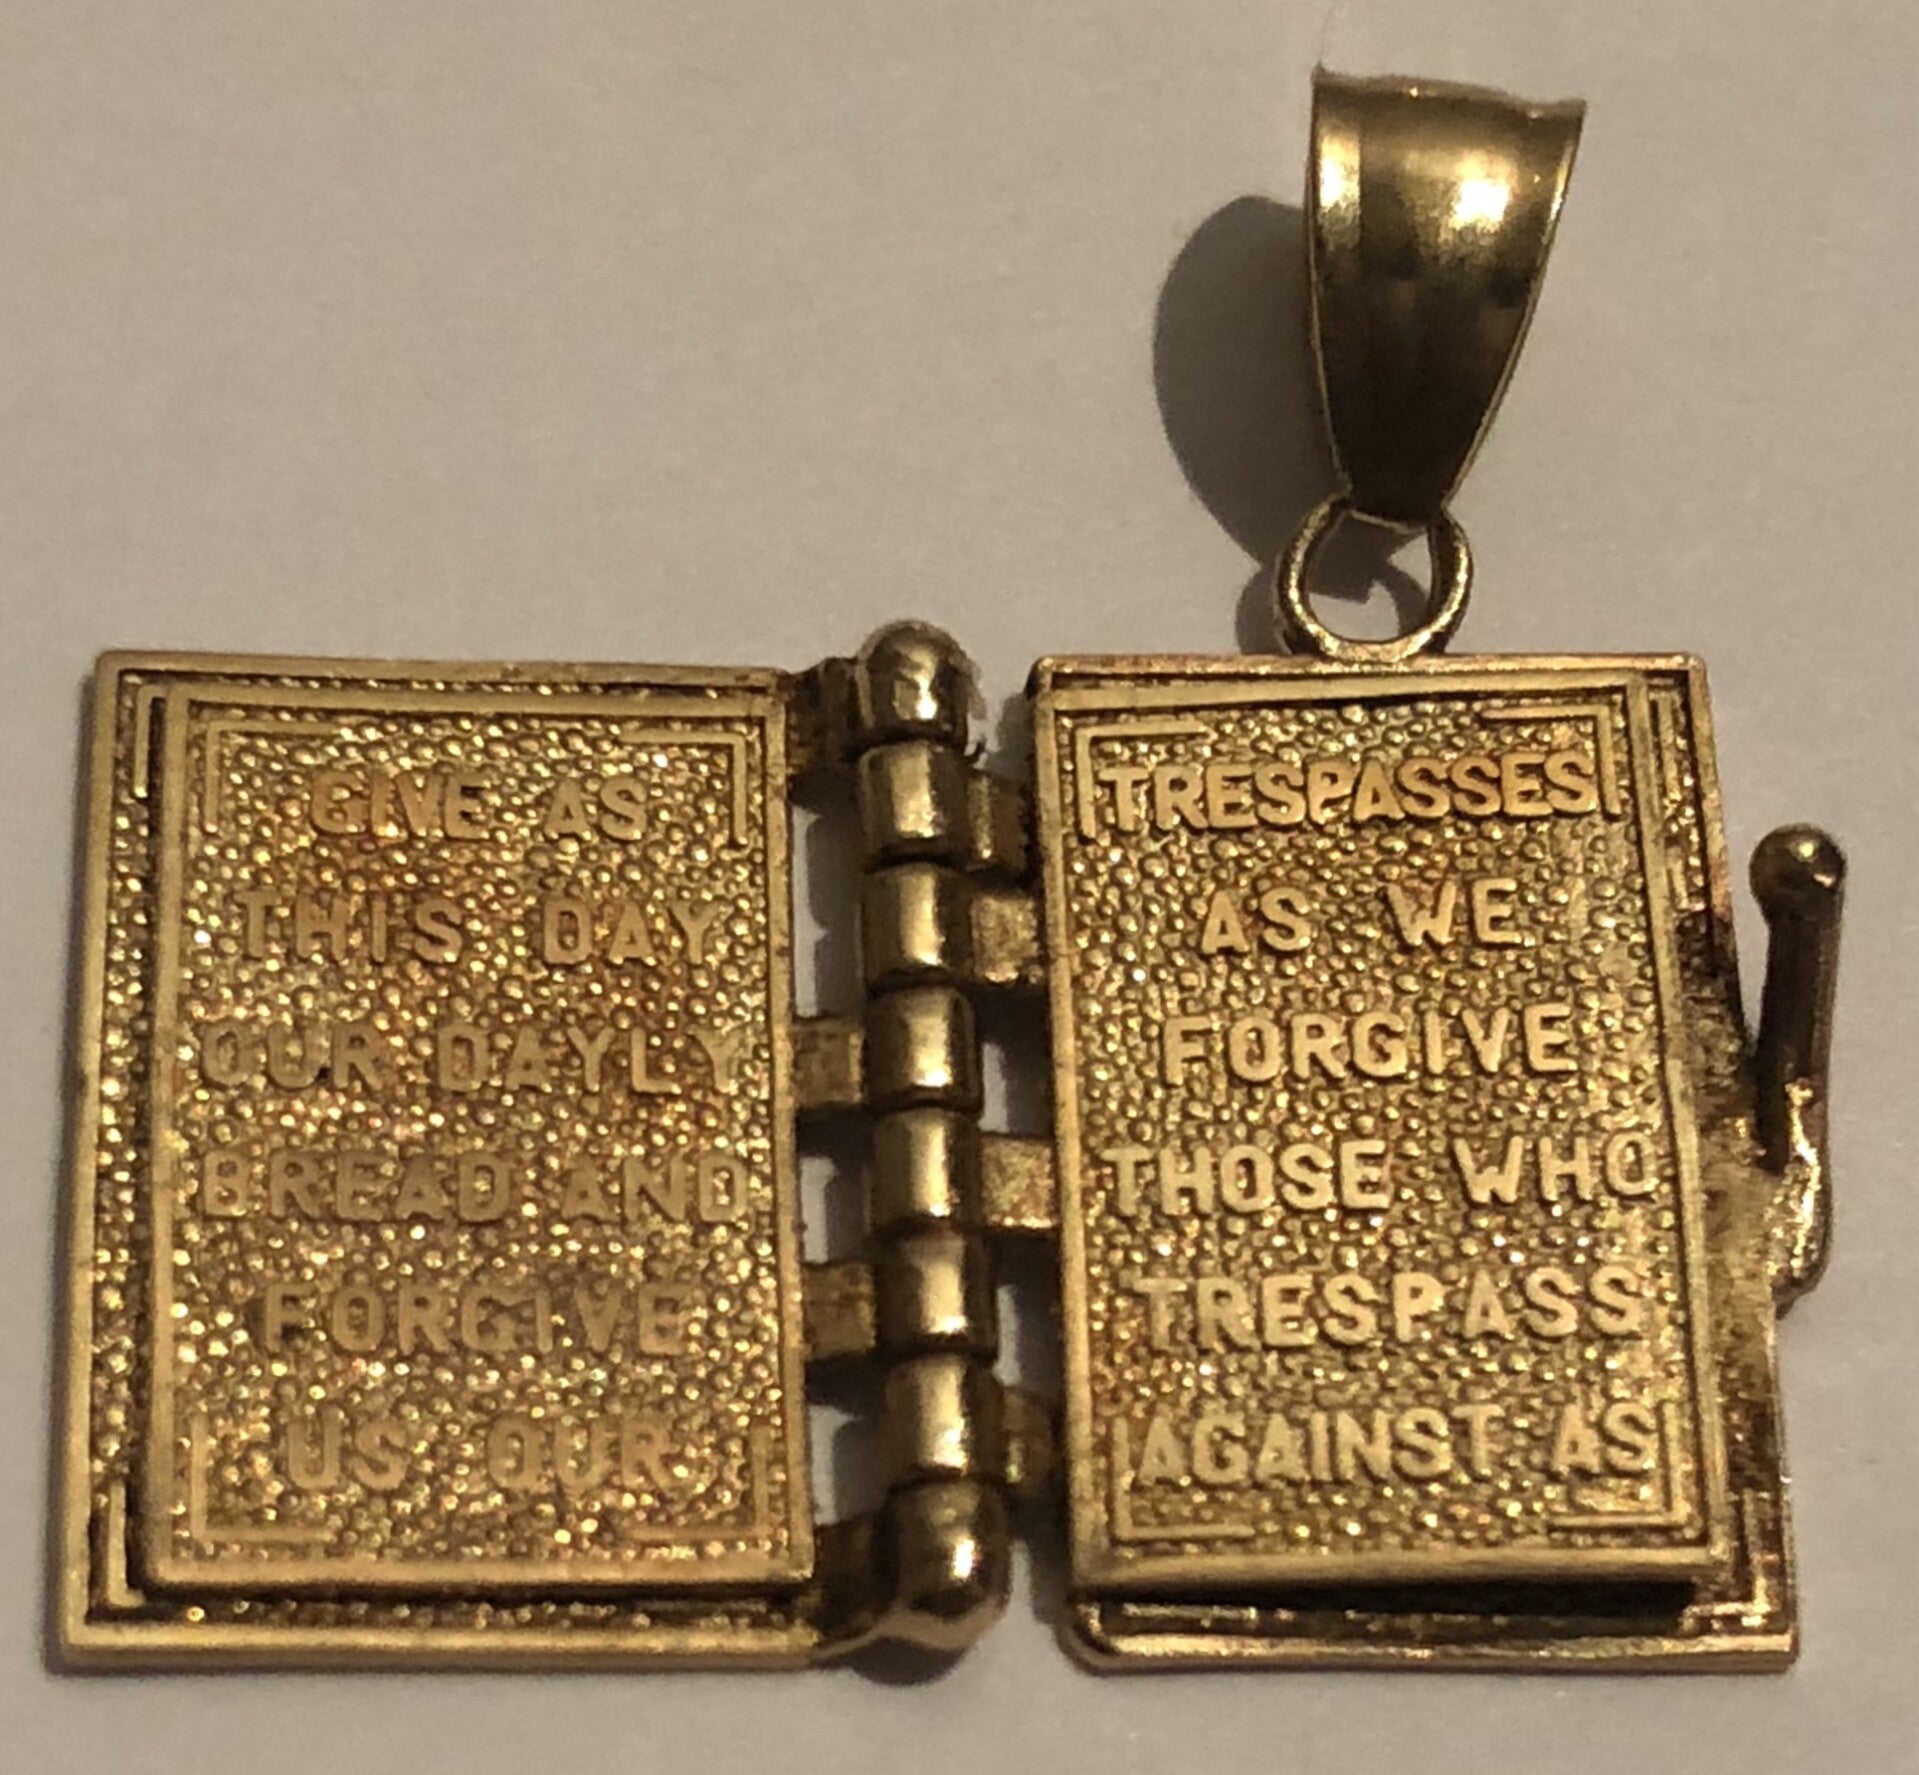 GIVE AS
THIS DAY
OUR DAYLY
BREAD AND
FORGIVE
US OUR
TRESPASSES
AS WE
FORGIVE
THOSE WHO
TRESPASS
AGAINST AS